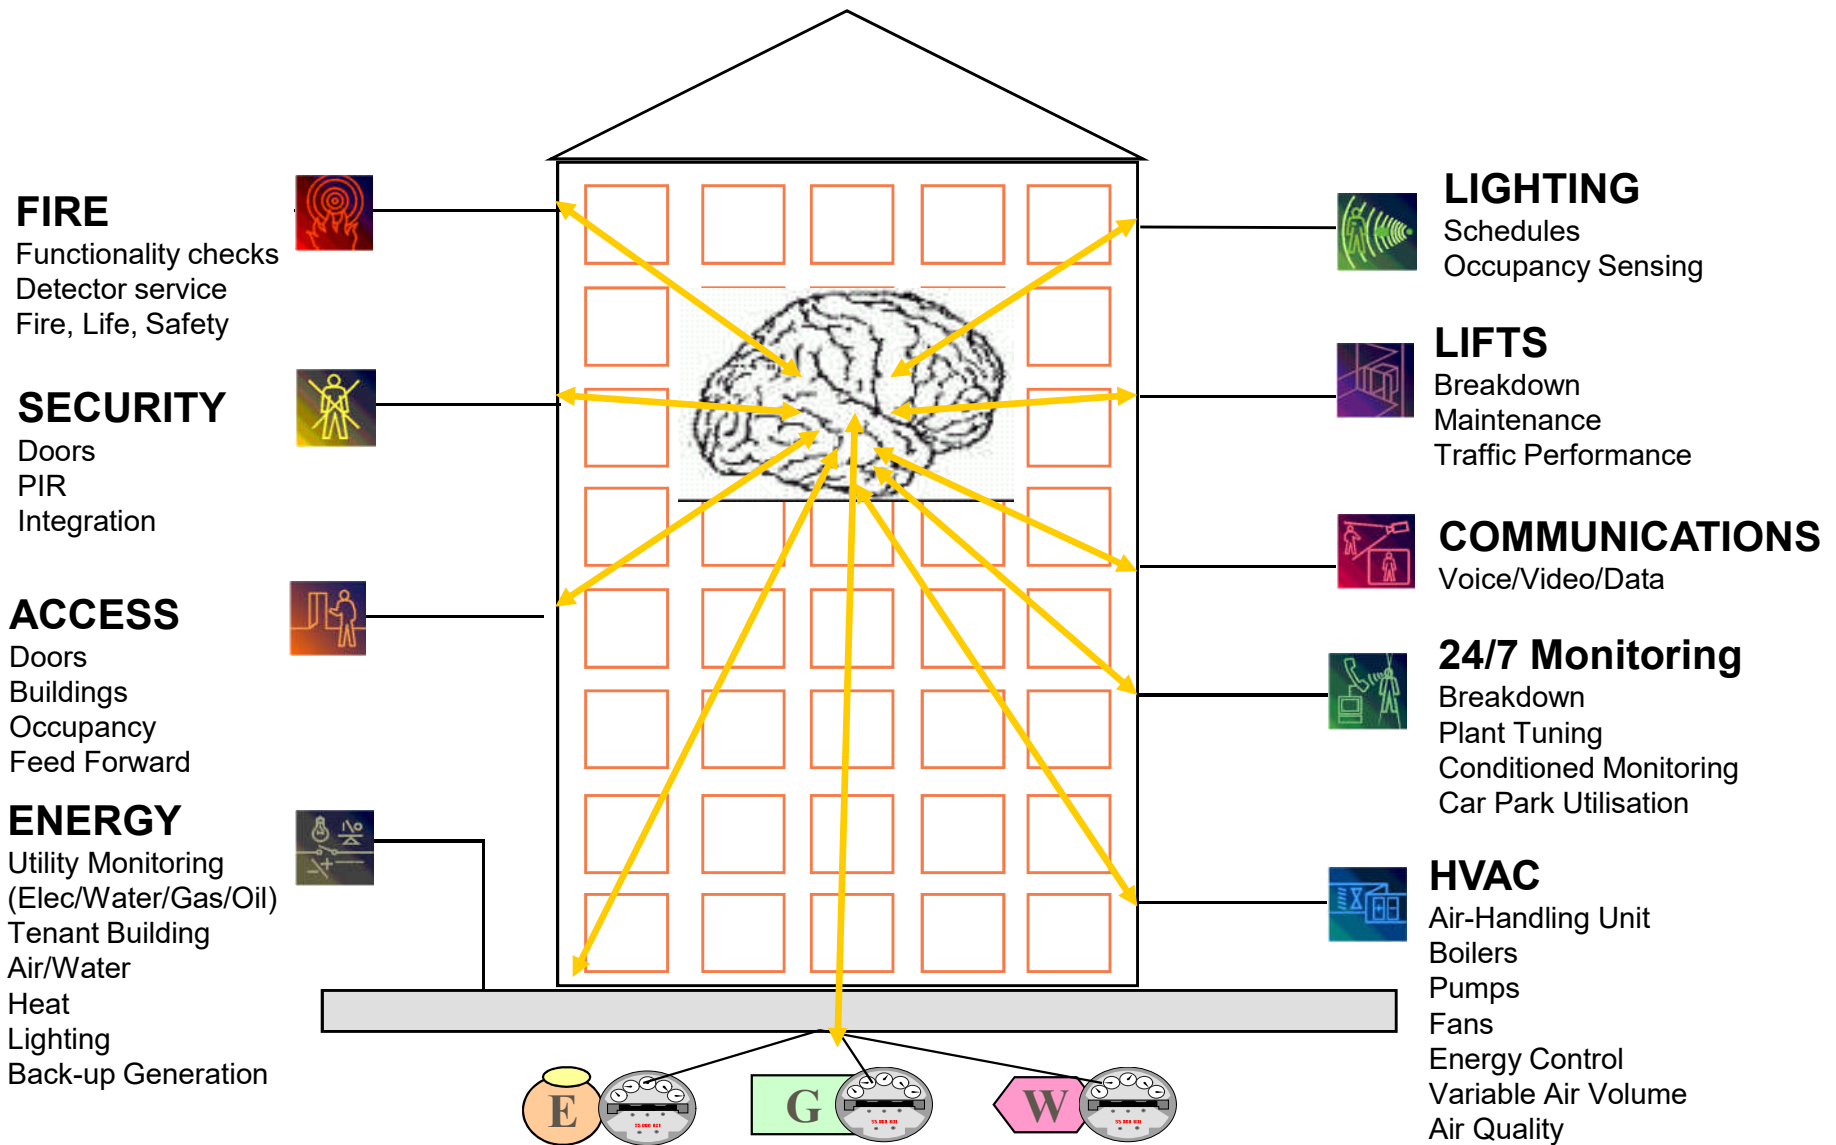 FIRE
Functionality checks
Detector service
Fire, Life, Safety
SECURITY
Doors
PIR
Integration
ACCESS
Doors
Buildings
Occupancy
Feed Forward
ENERGY
Utility Monitoring
(Elec/Water/Gas/Oil)
Tenant Building
Air/Water
Heat
Lighting
Back-up Generation
LIGHTING
Schedules
Occupancy Sensing
LIFTS
Breakdown
Maintenance
Traffic Performance
COMMUNICATIONS
Voice/Video/Data
24/7 Monitoring
Breakdown
Plant Tuning
Conditioned Monitoring
Car Park Utilisation
HVAC
Air-Handling Unit
Boilers
Pumps
Fans
Energy Control
Variable Air Volume
Air Quality
E
G
W